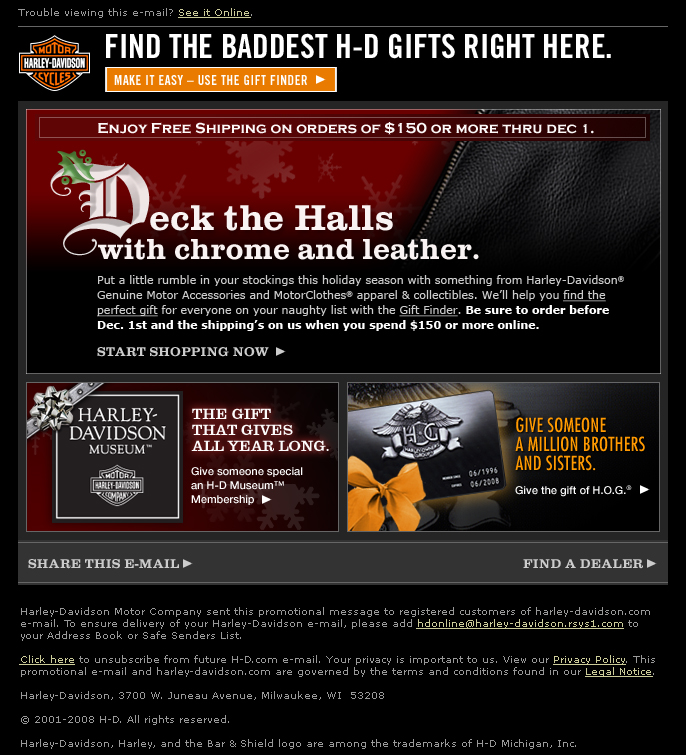 Trouble viewing this e-mail? See it Online.
MOTOR
HARLEY-DAVIDSON
CYCLES
FIND THE BADDEST H-D GIFTS RIGHT HERE.
MAKE IT EASY – USE THE GIFT FINDER
ENJOY FREE SHIPPING ON ORDERS OF $150 OR MORE THRU DEC 1.
Deck the Halls
with chrome and leather.
Put a little rumble in your stockings this holiday season with something from Harley-Davidson®
Genuine Motor Accessories and MotorClothes® apparel & collectibles. We'll help you find the
perfect gift for everyone on your naughty list with the Gift Finder. Be sure to order before
Dec. 1st and the shipping's on us when you spend $150 or more online.
START SHOPPING NOW
HARLEY-
DAVIDSON
MUSEUM™
MOTOR
HARLEY-DAVIDSON
COMPANY
THE GIFT
THAT GIVES
ALL YEAR LONG.
Give someone special
an H-D Museum™
Membership
H.O.G.
HARLEY OWNERS GROUP
MEMBER SINCE 06/1996
EXPIRES 06/2008
GIVE SOMEONE
A MILLION BROTHERS
AND SISTERS.
Give the gift of H.O.G.®
SHARE THIS E-MAIL
FIND A DEALER
Harley-Davidson Motor Company sent this promotional message to registered customers of harley-davidson.com
e-mail. To ensure delivery of your Harley-Davidson e-mail, please add hdonline@harley-davidson.rsys1.com to
your Address Book or Safe Senders List.
Click here to unsubscribe from future H-D.com e-mail. Your privacy is important to us. View our Privacy Policy. This
promotional e-mail and harley-davidson.com are governed by the terms and conditions found in our Legal Notice.
Harley-Davidson, 3700 W. Juneau Avenue, Milwaukee, WI  53208
© 2001-2008 H-D. All rights reserved.
Harley-Davidson, Harley, and the Bar & Shield logo are among the trademarks of H-D Michigan, Inc.